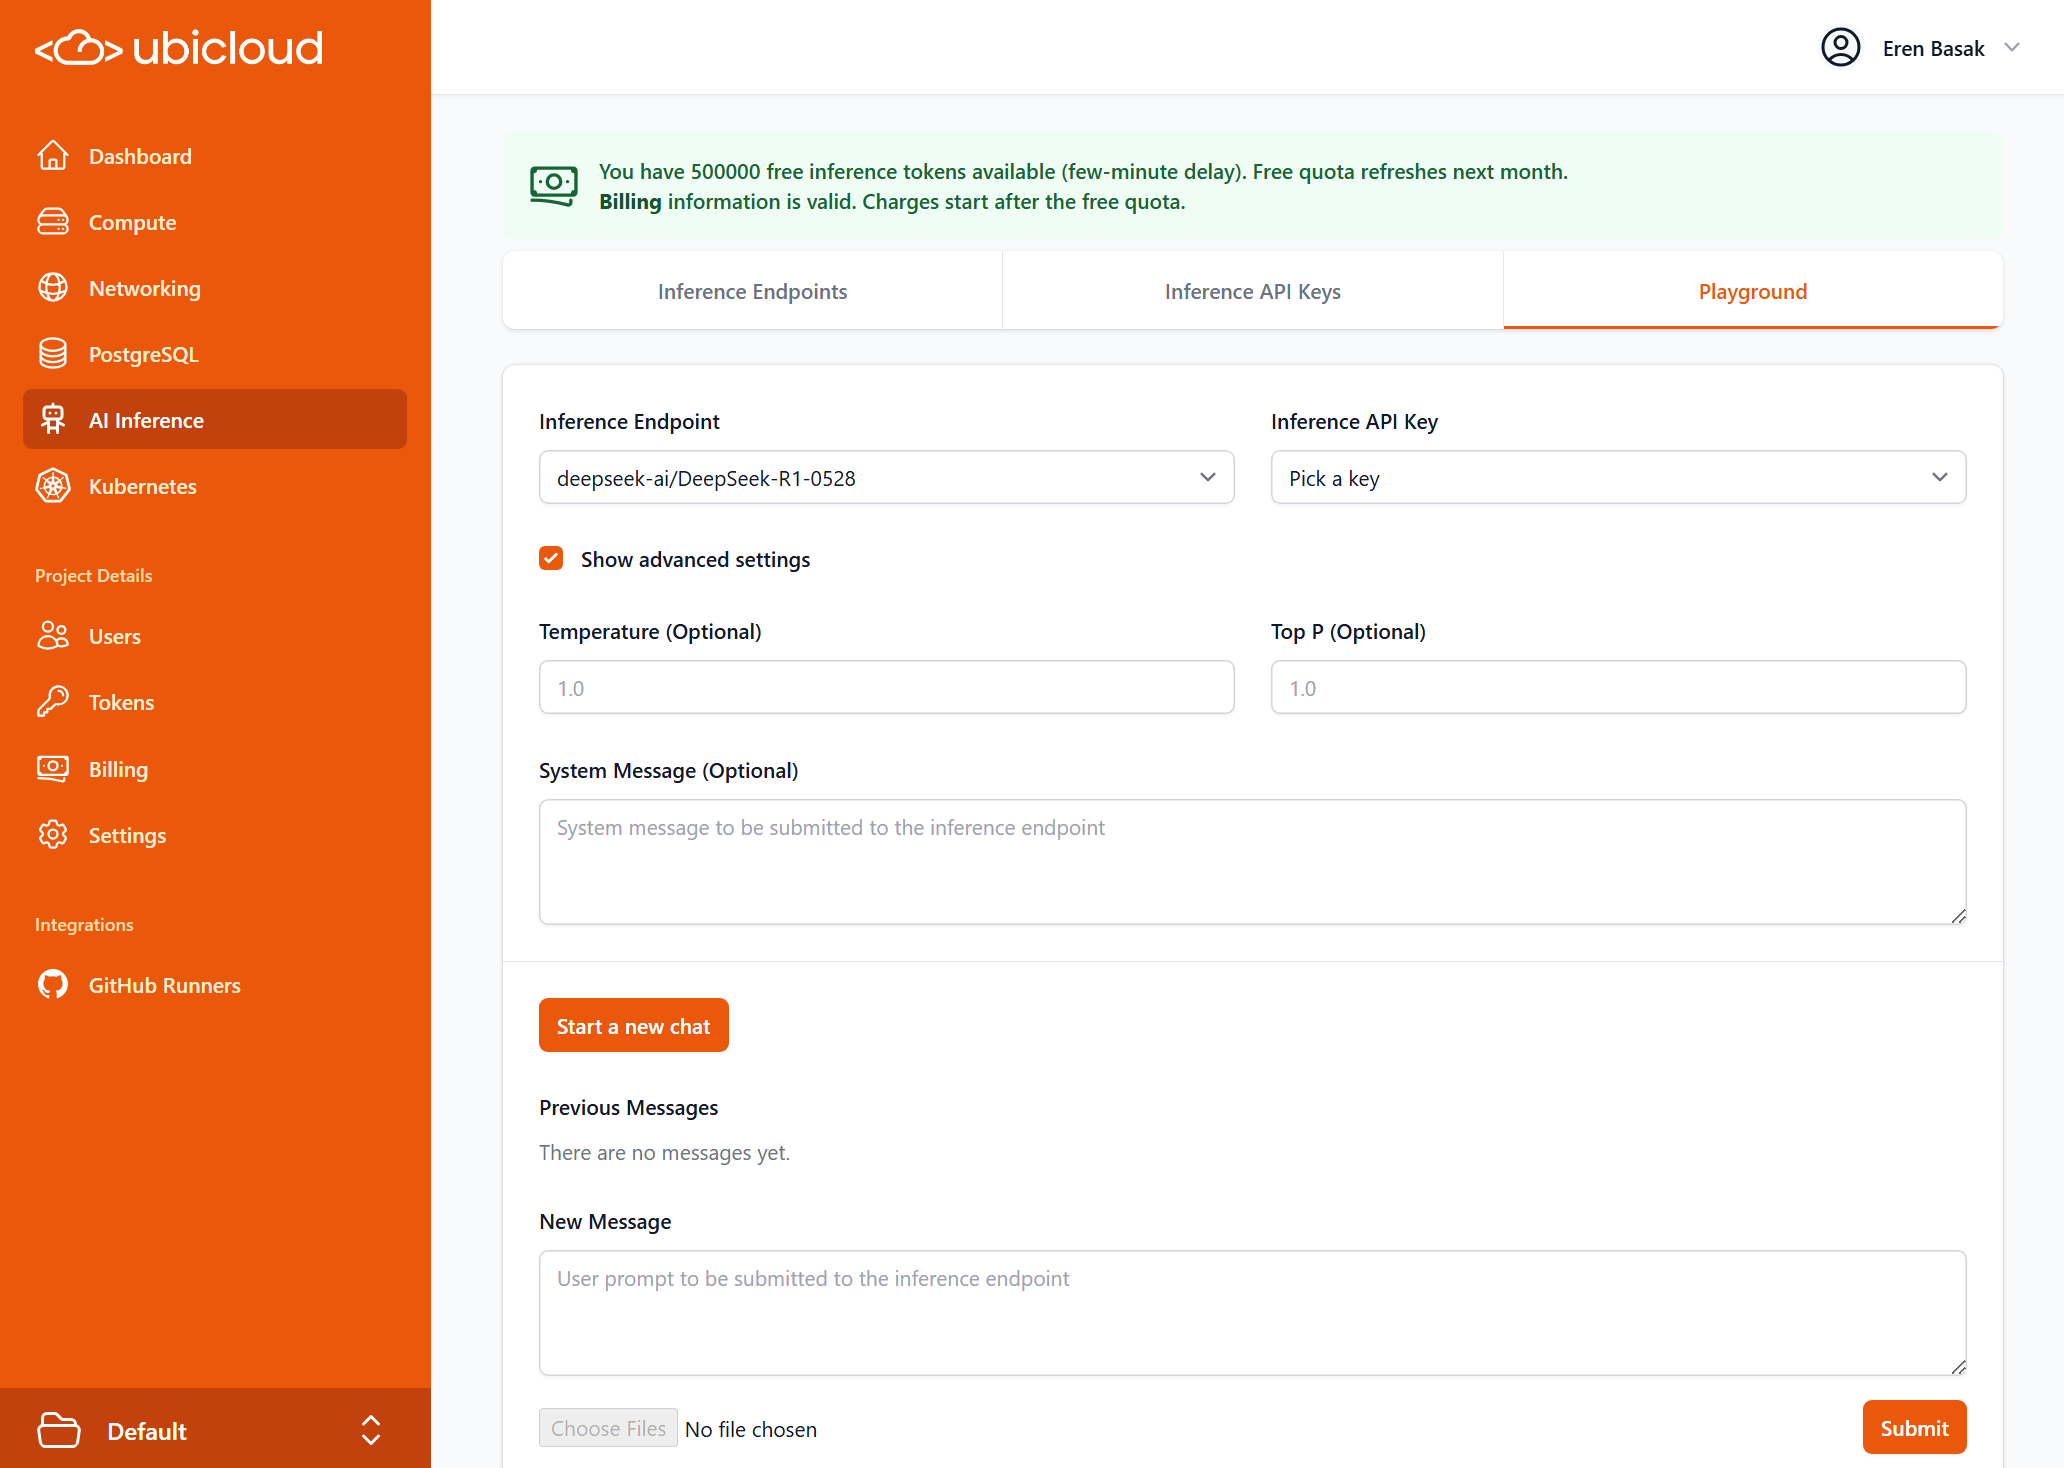 ubicloud
Eren Basak
Dashboard
Compute
Networking
PostgreSQL
AI Inference
Kubernetes
Project Details
Users
Tokens
Billing
Settings
Integrations
GitHub Runners
Default
You have 500000 free inference tokens available (few-minute delay). Free quota refreshes next month.
Billing information is valid. Charges start after the free quota.
Inference Endpoints
Inference API Keys
Playground
Inference Endpoint
deepseek-ai/DeepSeek-R1-0528
Inference API Key
Pick a key
Show advanced settings
Temperature (Optional)
1.0
Top P (Optional)
1.0
System Message (Optional)
System message to be submitted to the inference endpoint
Start a new chat
Previous Messages
There are no messages yet.
New Message
User prompt to be submitted to the inference endpoint
Choose Files No file chosen
Submit